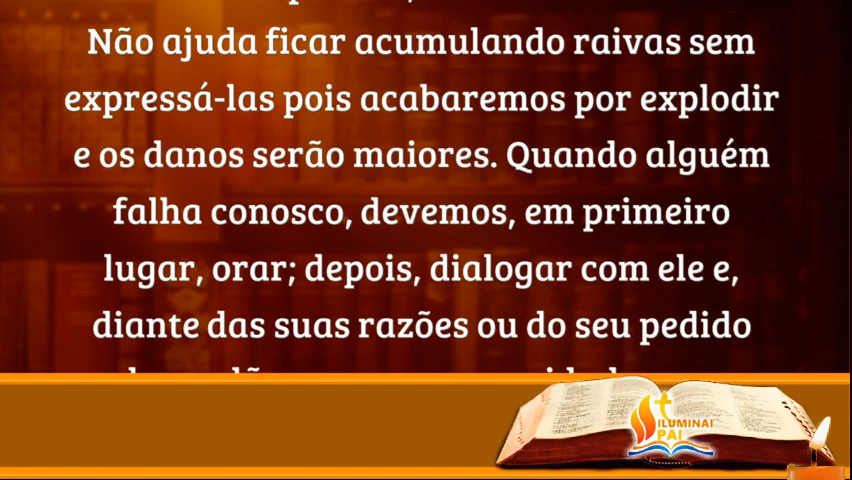 Não ajuda ficar acumulando raivas sem
expressá-las pois acabaremos por explodir
e os danos serão maiores. Quando alguém
falha conosco, devemos, em primeiro
lugar, orar; depois, dialogar com ele e,
diante das suas razões ou do seu pedido
ILUMINAI
PAI